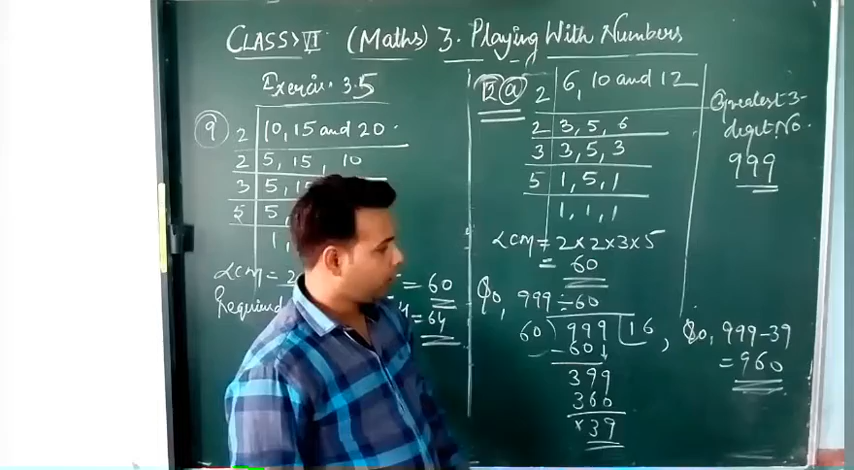 CLASS>VI (Maths) 3. Playing With Numbers
Exercise 3.5
9
2 | 10, 15 and 20.
2 | 5, 15, 10
3 | 5, 15
5 | 5,
1,
LCM = 2 = 60
Required 4 = 64
12 a
2 | 6, 10 and 12
2 | 3, 5, 6
3 | 3, 5, 3
5 | 1, 5, 1
1, 1, 1
LCM = 2×2×3×5
= 60
So, 999÷60
60) 999 | 16
-60↓
399
360
×39
Greatest 3-
digit No.
999
So, 999-39
= 960